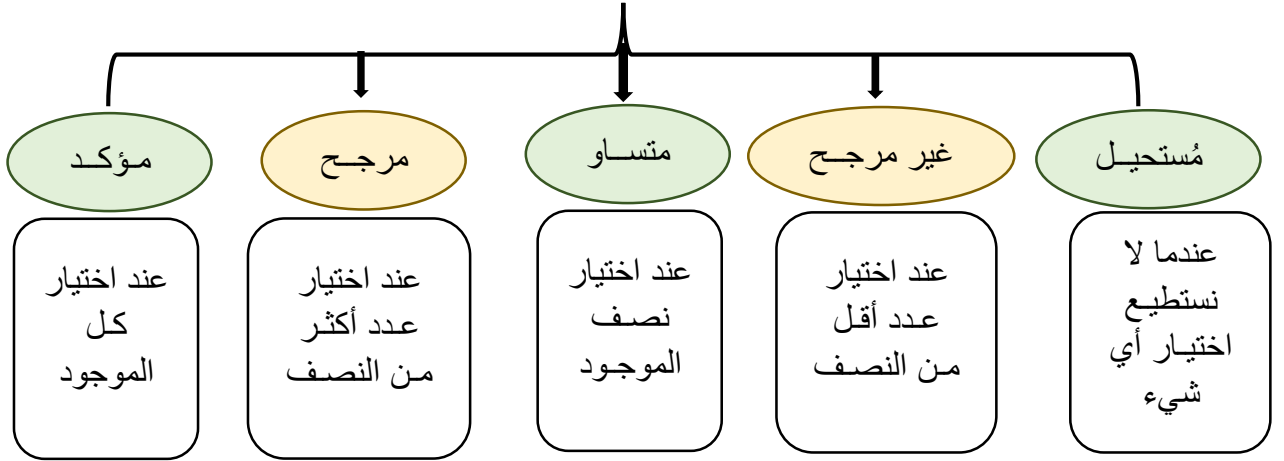 مُستحيل
غير مرجح
متساو
مرجح
مؤكد
عندما لا
نستطيع
اختيار أي
شيء
عند اختيار
عدد أقل
من النصف
عند اختيار
نصف
الموجود
عند اختيار
عدد أكثر
من النصف
عند اختيار
كل
الموجود